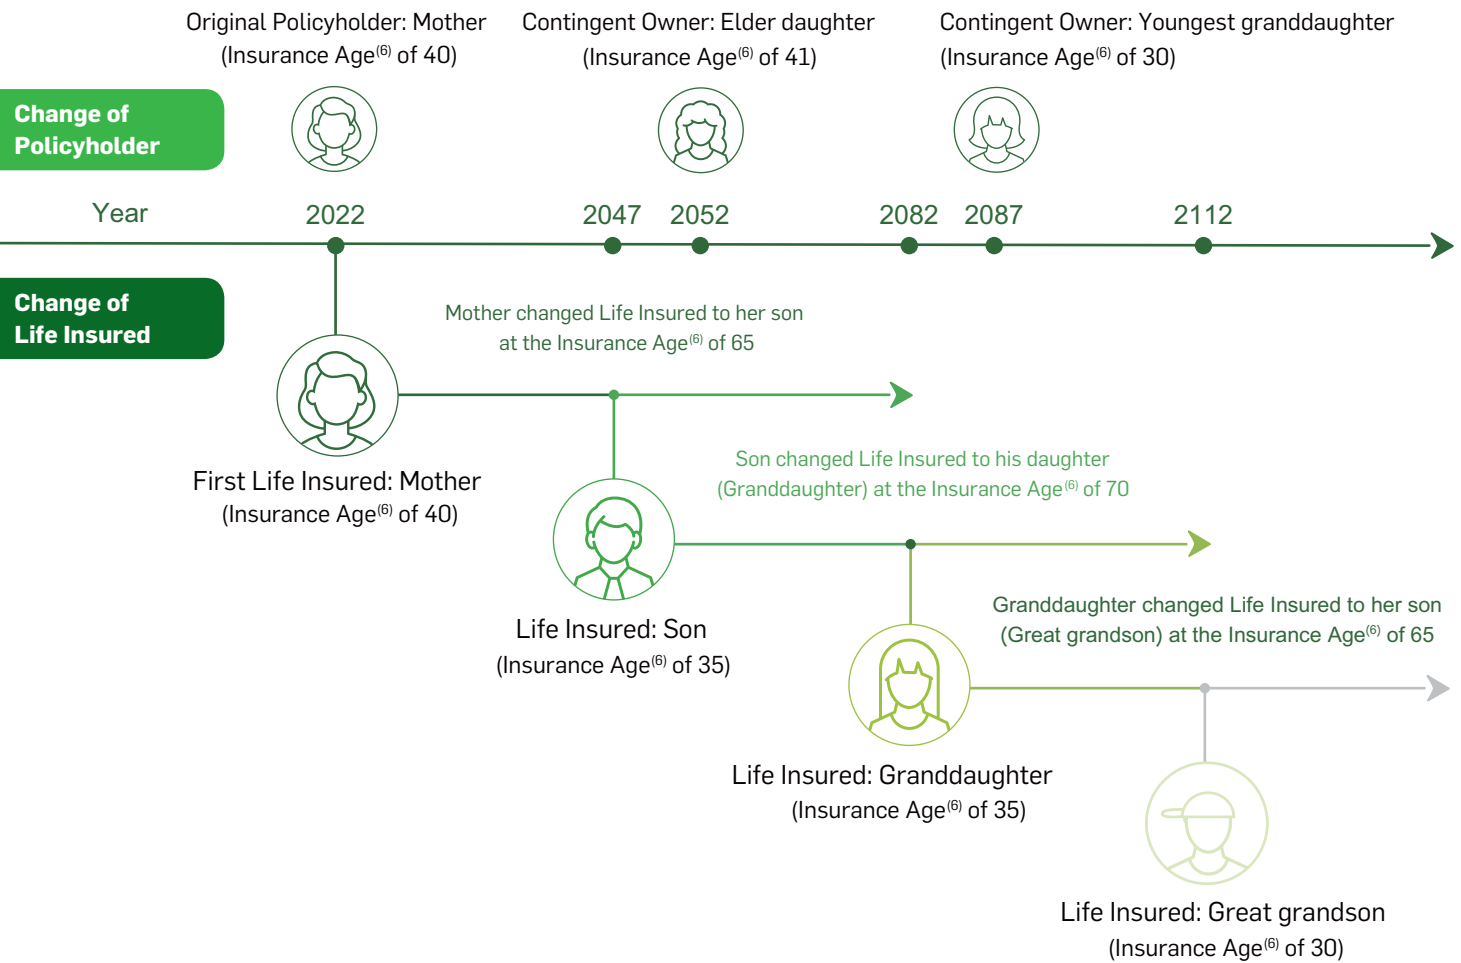 Original Policyholder: Mother
(Insurance Age(6) of 40)
Contingent Owner: Elder daughter
(Insurance Age(6) of 41)
Contingent Owner: Youngest granddaughter
(Insurance Age(6) of 30)
Change of
Policyholder
Year 2022 2047 2052 2082 2087 2112
Change of
Life Insured
Mother changed Life Insured to her son
at the Insurance Age(6) of 65
First Life Insured: Mother
(Insurance Age(6) of 40)
Son changed Life Insured to his daughter
(Granddaughter) at the Insurance Age(6) of 70
Life Insured: Son
(Insurance Age(6) of 35)
Granddaughter changed Life Insured to her son
(Great grandson) at the Insurance Age(6) of 65
Life Insured: Granddaughter
(Insurance Age(6) of 35)
Life Insured: Great grandson
(Insurance Age(6) of 30)